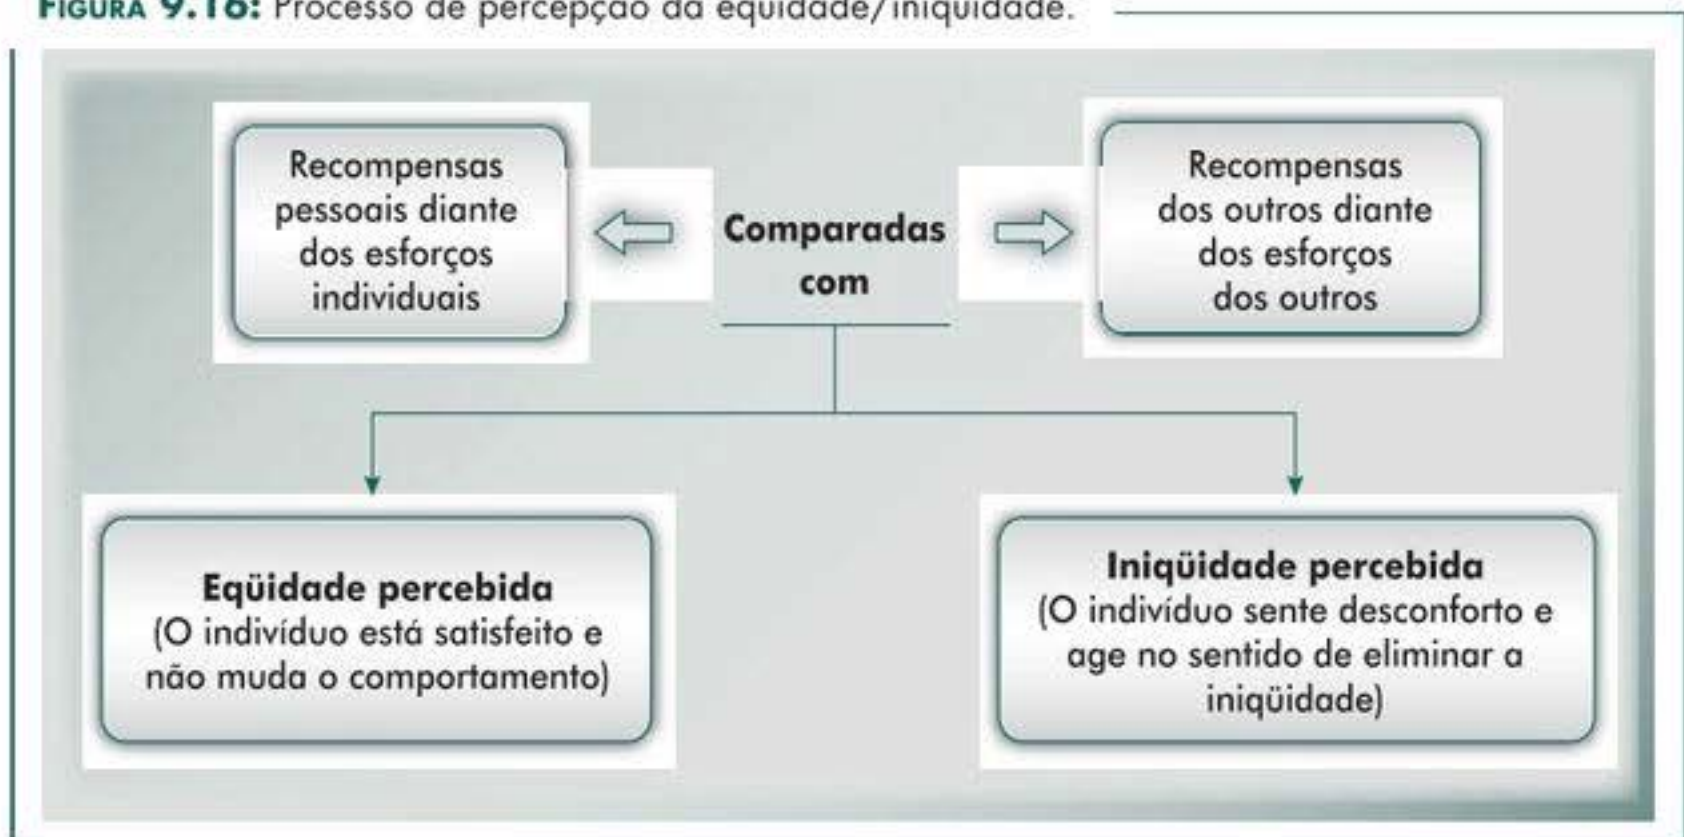 FIGURA 9.16: Processo de percepção da eqüidade/iniqüidade.
Recompensas
pessoais diante
dos esforços
individuais
Comparadas
com
Recompensas
dos outros diante
dos esforços
dos outros
Eqüidade percebida
(O indivíduo está satisfeito e
não muda o comportamento)
Iniqüidade percebida
(O indivíduo sente desconforto e
age no sentido de eliminar a
iniqüidade)